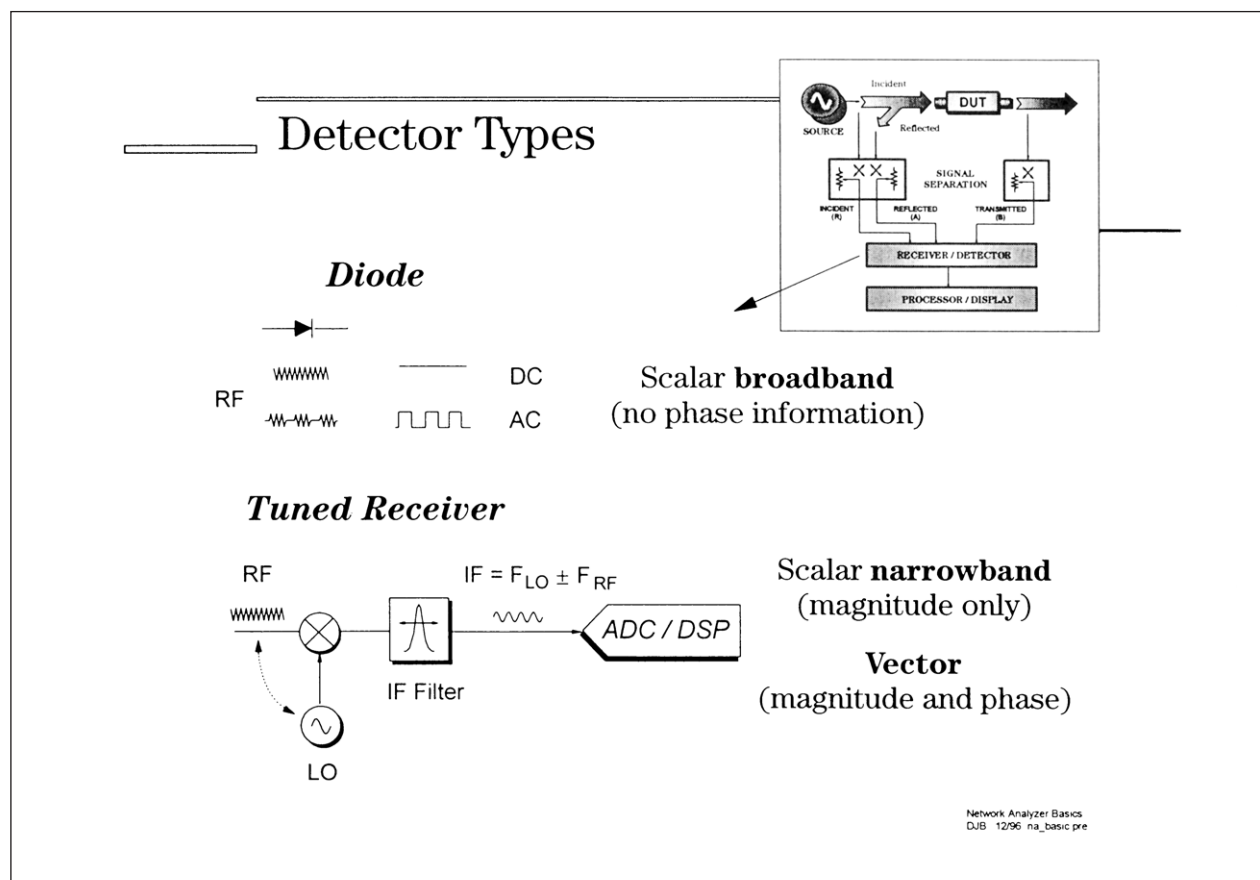 Detector Types
Incident
DUT
SOURCE
Reflected
SIGNAL
SEPARATION
INCIDENT
(R)
REFLECTED
(A)
TRANSMITTED
(B)
RECEIVER / DETECTOR
PROCESSOR / DISPLAY
Diode
RF
DC
AC
Scalar broadband
(no phase information)
Tuned Receiver
RF
IF = F LO ± F RF
ADC / DSP
IF Filter
LO
Scalar narrowband
(magnitude only)
Vector
(magnitude and phase)
Network Analyzer Basics
DJB 12/96 na_basic pre